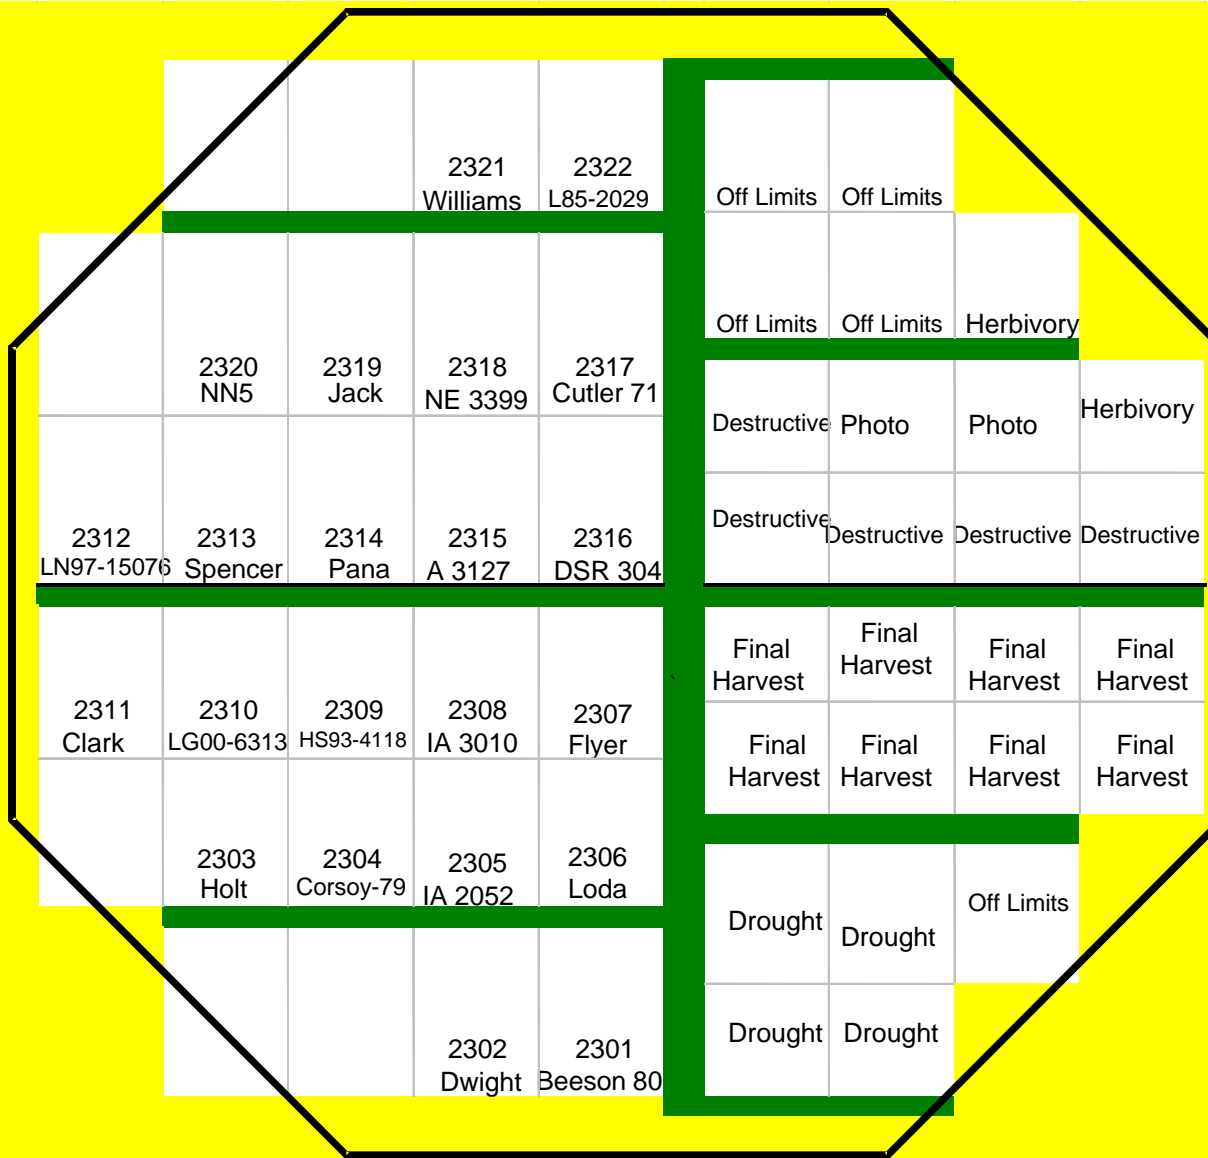 2321 2322
Williams L85-2029 Off Limits Off Limits
Off Limits Off Limits Herbivory
2320 2319 2318 2317
NN5 Jack NE 3399 Cutler 71
Destructive Photo Photo Herbivory
2312 2313 2314 2315 2316
LN97-15076 Spencer Pana A 3127 DSR 304
Destructive Destructive Destructive Destructive
Final Final Final Final
Harvest Harvest Harvest Harvest
`
2311 2310 2309 2308 2307
Clark LG00-6313 HS93-4118 IA 3010 Flyer
Final Final Final Final
Harvest Harvest Harvest Harvest
2303 2304 2305 2306
Holt Corsoy-79 IA 2052 Loda
Drought Drought Off Limits
2302 2301
Dwight Beeson 80
Drought Drought